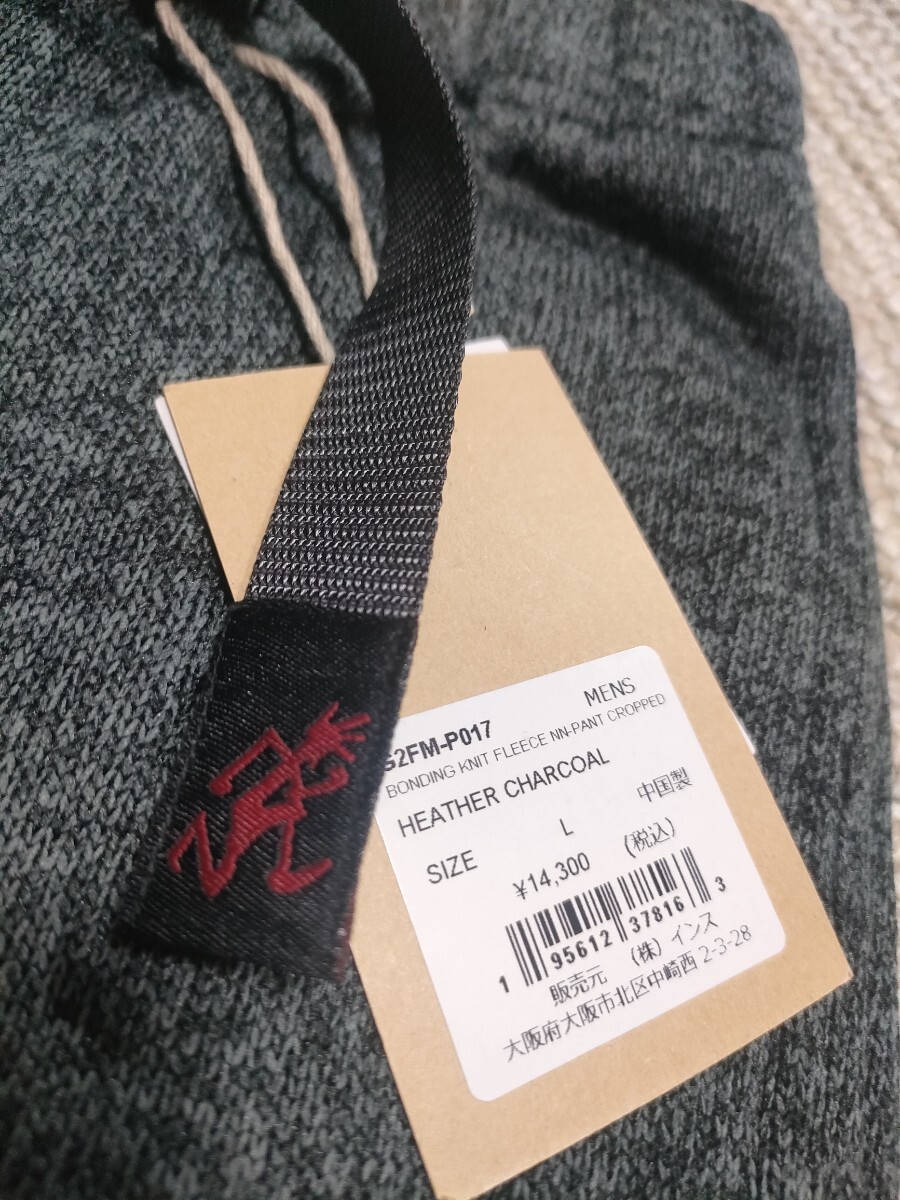 MENS
G2FM-P017
BONDING KNIT FLEECE NN-PANT CROPPED
HEATHER CHARCOAL
中国製
SIZE L
¥14,300 (税込)
1 95612 37816 3
販売元 (株) インス
大阪府大阪市北区中崎西2-3-28